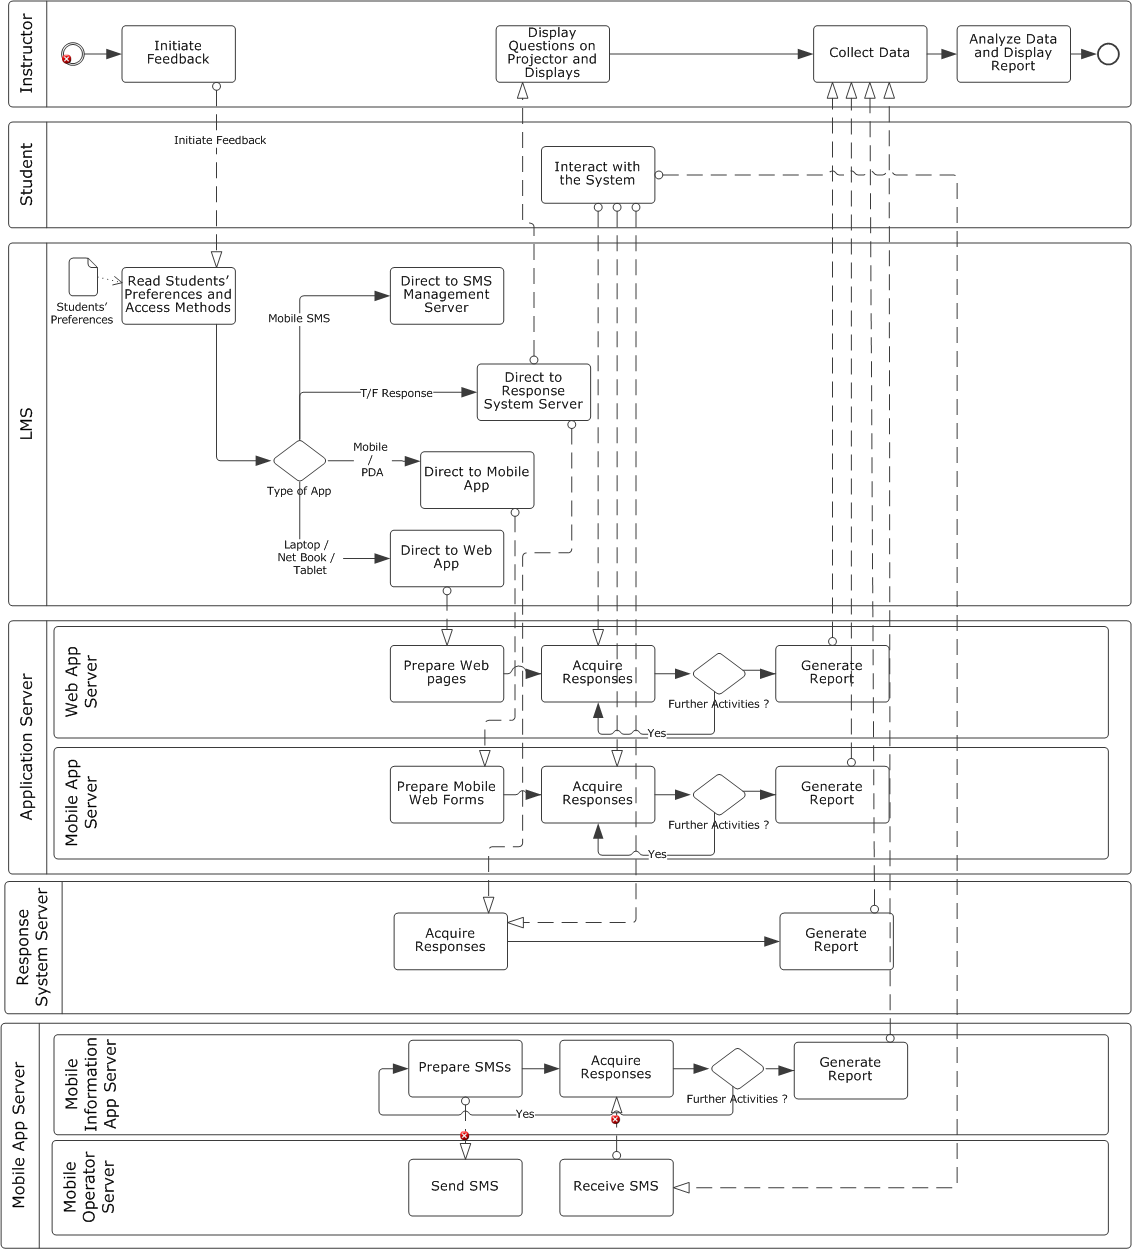 Instructor
Initiate
Feedback
Display
Questions on
Projector and
Displays
Collect Data
Analyze Data
and Display
Report
Initiate Feedback
Student
Interact with
the System
LMS
Students’
Preferences
Read Students’
Preferences and
Access Methods
Direct to SMS
Management
Server
Mobile SMS
Direct to
Response
System Server
T/F Response
Mobile
/
PDA
Direct to Mobile
App
Type of App
Laptop /
Net Book /
Tablet
Direct to Web
App
Application Server
Web App
Server
Prepare Web
pages
Acquire
Responses
Further Activities ?
Generate
Report
Yes
Mobile App
Server
Prepare Mobile
Web Forms
Acquire
Responses
Further Activities ?
Generate
Report
Yes
Response
System Server
Acquire
Responses
Generate
Report
Mobile App Server
Mobile
Information
App Server
Prepare SMSs
Acquire
Responses
Further Activities ?
Generate
Report
Yes
Mobile
Operator
Server
Send SMS
Receive SMS